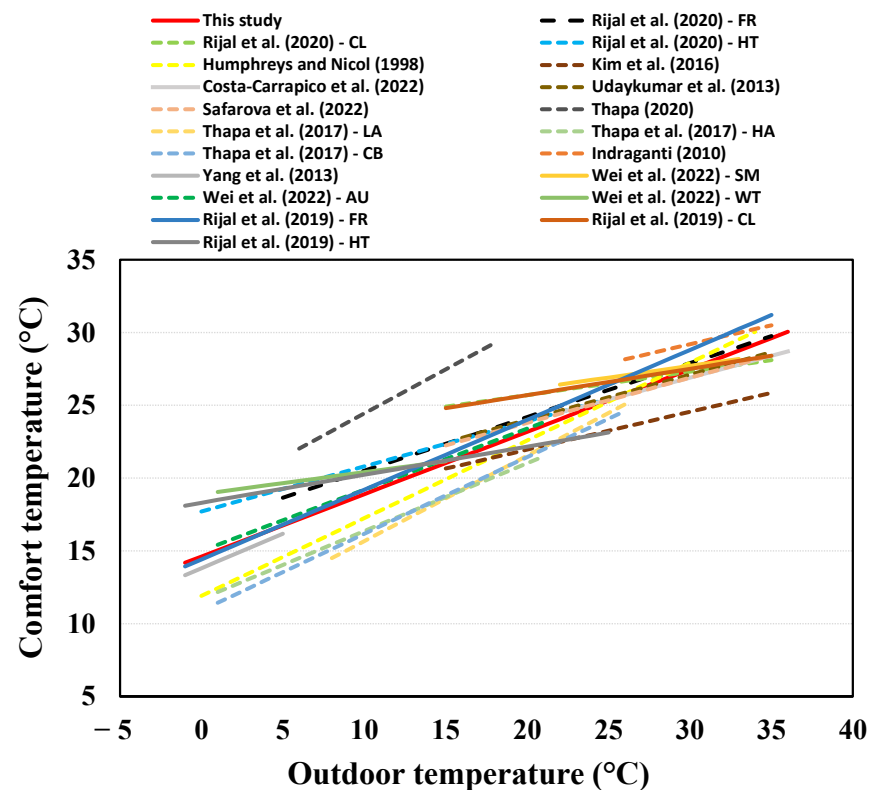 This study
Rijal et al. (2020) - FR
Rijal et al. (2020) - CL
Rijal et al. (2020) - HT
Humphreys and Nicol (1998)
Kim et al. (2016)
Costa-Carrapico et al. (2022)
Udaykumar et al. (2013)
Safarova et al. (2022)
Thapa (2020)
Thapa et al. (2017) - LA
Thapa et al. (2017) - HA
Thapa et al. (2017) - CB
Indraganti (2010)
Yang et al. (2013)
Wei et al. (2022) - SM
Wei et al. (2022) - AU
Wei et al. (2022) - WT
Rijal et al. (2019) - FR
Rijal et al. (2019) - CL
Rijal et al. (2019) - HT
Comfort temperature (°C)
35
30
25
20
15
10
5
− 5 0 5 10 15 20 25 30 35 40
Outdoor temperature (°C)